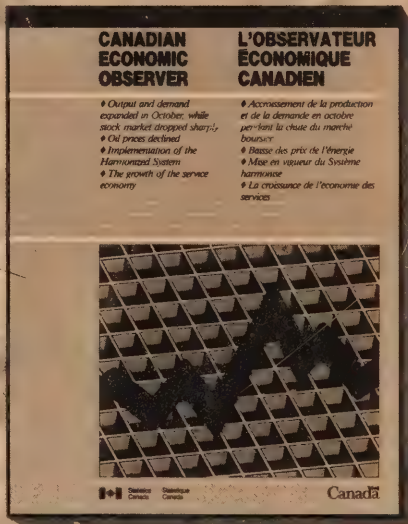 CANADIAN
ECONOMIC
OBSERVER
♦ Output and demand
expanded in October, while
stock market dropped sharply
♦ Oil prices declined
♦ Implementation of the
Harmonized System
♦ The growth of the service
economy
L'OBSERVATEUR
ÉCONOMIQUE
CANADIEN
♦ Accroissement de la production
et de la demande en octobre
pendant la chute du marché
boursier
♦ Baisse des prix de l'énergie
♦ Mise en vigueur du Système
harmonisé
♦ La croissance de l'économie des
services
Statistics
Canada
Statistique
Canada
Canada